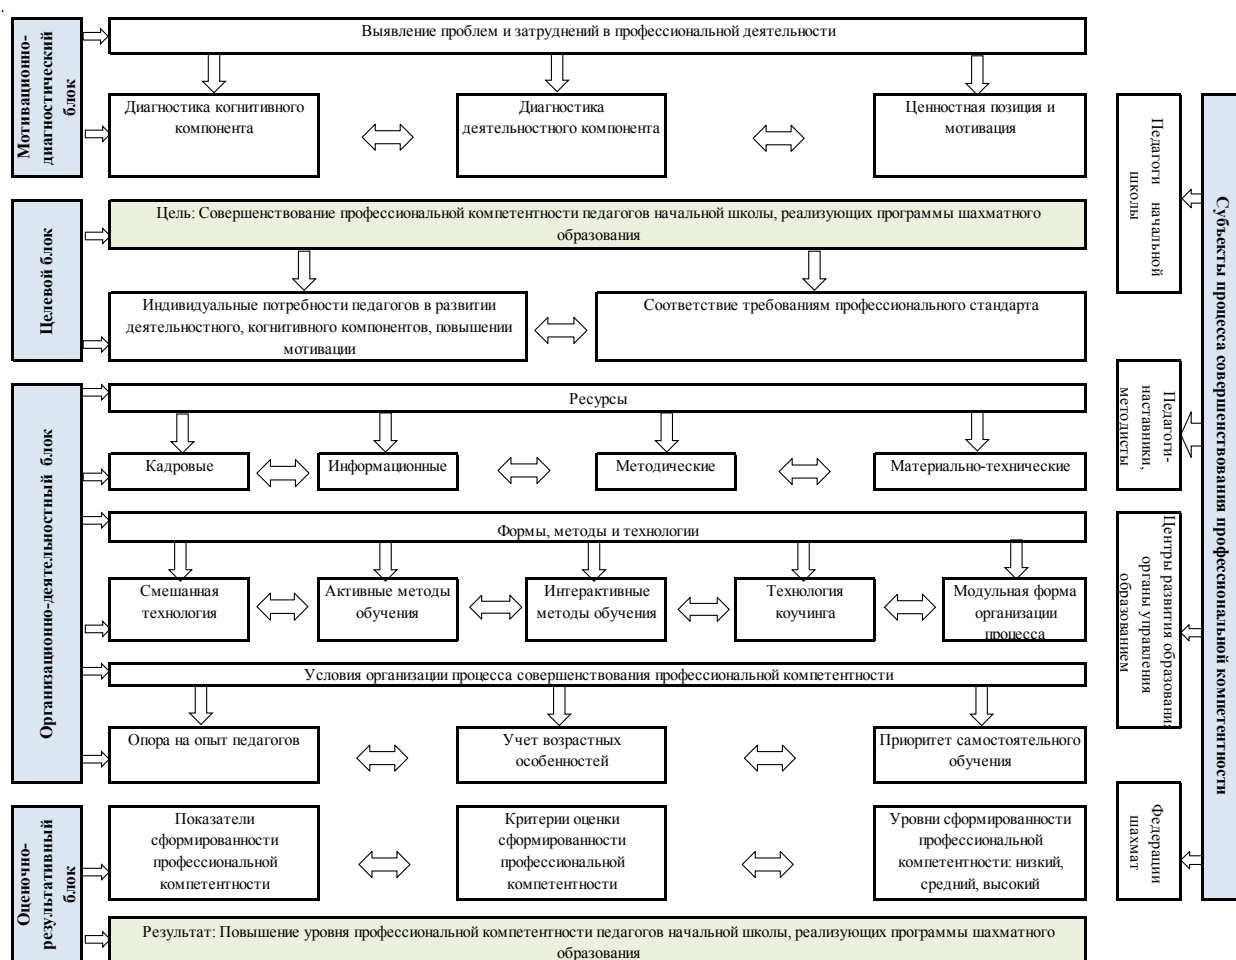 Мотивационно-
диагностический
блок
Выявление проблем и затруднений в профессиональной деятельности
Диагностика когнитивного
компонента
Диагностика
деятельностного компонента
Ценностная позиция и
мотивация
Целевой блок
Цель: Совершенствование профессиональной компетентности педагогов начальной школы, реализующих программы шахматного
образования
Индивидуальные потребности педагогов в развитии
деятельностного, когнитивного компонентов, повышении
мотивации
Соответствие требованиям профессионального стандарта
Организационно-деятельностный блок
Ресурсы
Кадровые
Информационные
Методические
Материально-технические
Формы, методы и технологии
Смешанная
технология
Активные методы
обучения
Интерактивные
методы обучения
Технология
коучинга
Модульная форма
организации
процесса
Условия организации процесса совершенствования профессиональной компетентности
Опора на опыт педагогов
Учет возрастных
особенностей
Приоритет самостоятельного
обучения
Оценочно-
результативный
блок
Показатели
сформированности
профессиональной
компетентности
Критерии оценки
сформированности
профессиональной
компетентности
Уровни сформированности
профессиональной
компетентности: низкий,
средний, высокий
Результат: Повышение уровня профессиональной компетентности педагогов начальной школы, реализующих программы шахматного
образования
Педагоги начальной
школы
Педагоги-
наставники,
методисты
Центры развития образования
органы управления
образованием
Федерации
шахмат
Субъекты процесса совершенствования профессиональной компетентности